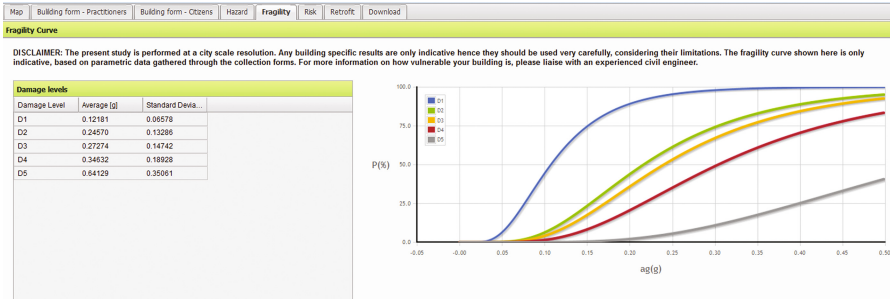 Map Building form - Practitioners Building form - Citizens Hazard Fragility Risk Retrofit Download
Fragility Curve
DISCLAIMER: The present study is performed at a city scale resolution. Any building specific results are only indicative hence they should be used very carefully, considering their limitations. The fragility curve shown here is only
indicative, based on parametric data gathered through the collection forms. For more information on how vulnerable your building is, please liaise with an experienced civil engineer.
Damage levels
Damage Level Average [g] Standard Devia...
D1 0.12181 0.06578
D2 0.24570 0.13286
D3 0.27274 0.14742
D4 0.34632 0.18928
D5 0.64129 0.35061
100.0
75.0
P(%) 50.0
25.0
0.0
D1
D2
D3
D4
D5
-0.05 -0.00 0.05 0.10 0.15 0.20 0.25 0.30 0.35 0.40 0.45 0.50
ag(g)